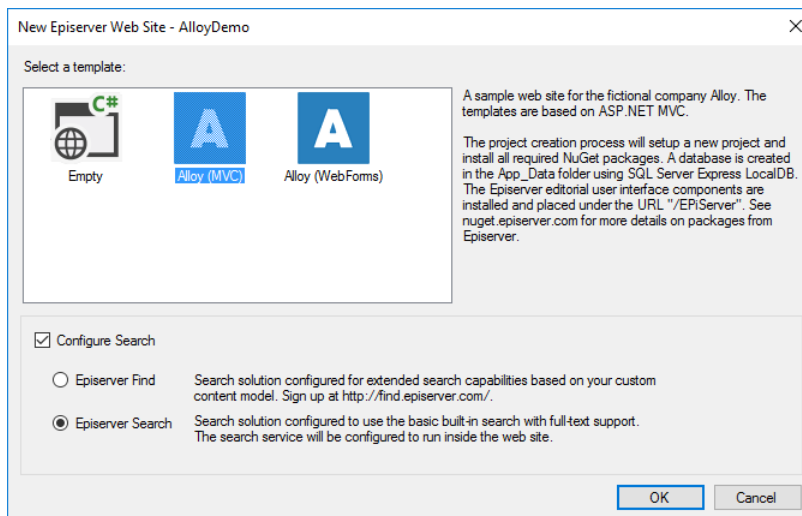 New Episerver Web Site - AlloyDemo
Select a template:
C#
A
A
Empty
Alloy (MVC)
Alloy (WebForms)
A sample web site for the fictional company Alloy. The
templates are based on ASP.NET MVC.
The project creation process will setup a new project and
install all required NuGet packages. A database is created
in the App_Data folder using SQL Server Express LocalDB.
The Episerver editorial user interface components are
installed and placed under the URL "/EPiServer". See
nuget.episerver.com for more details on packages from
Episerver.
Configure Search
Episerver Find
Search solution configured for extended search capabilities based on your custom
content model. Sign up at http://find.episerver.com/.
Episerver Search
Search solution configured to use the basic built-in search with full-text support.
The search service will be configured to run inside the web site.
OK
Cancel